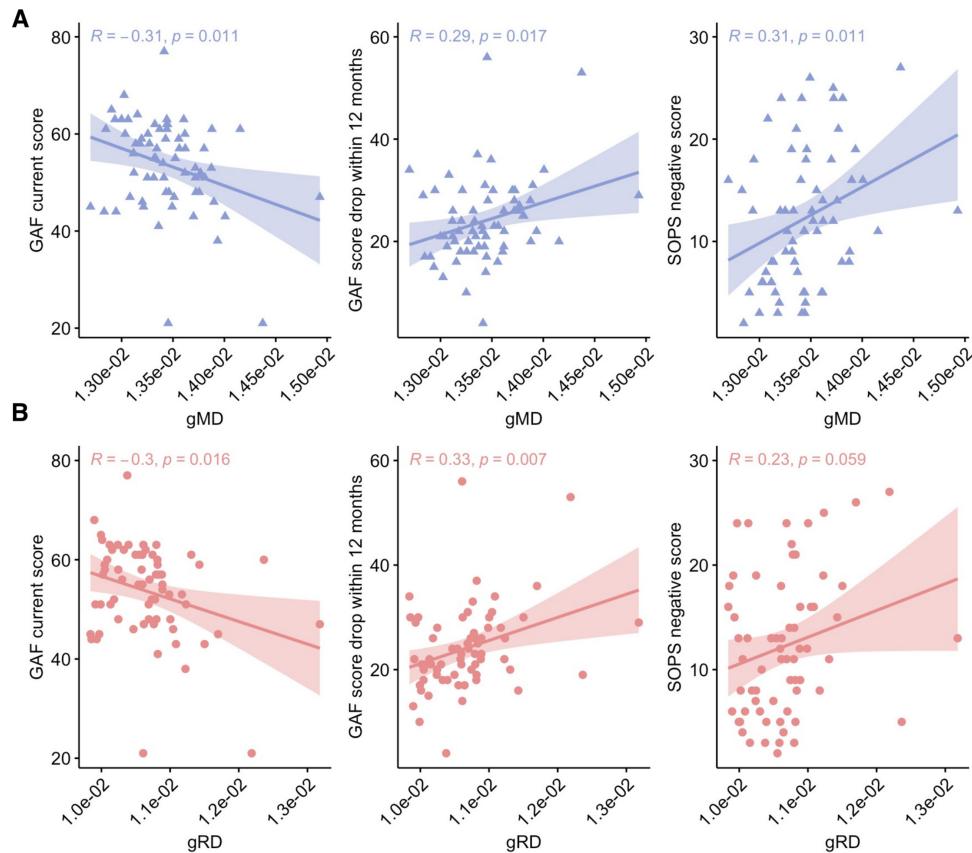 A
R = −0.31, p = 0.011
80
60
40
20
GAF current score
1.30e-02
1.35e-02
1.40e-02
1.45e-02
1.50e-02
gMD
R = 0.29, p = 0.017
60
40
20
GAF score drop within 12 months
1.30e-02
1.35e-02
1.40e-02
1.45e-02
1.50e-02
gMD
R = 0.31, p = 0.011
30
20
10
SOPS negative score
1.30e-02
1.35e-02
1.40e-02
1.45e-02
1.50e-02
gMD
B
R = −0.3, p = 0.016
80
60
40
20
GAF current score
1.0e-02
1.1e-02
1.2e-02
1.3e-02
gRD
R = 0.33, p = 0.007
60
40
20
GAF score drop within 12 months
1.0e-02
1.1e-02
1.2e-02
1.3e-02
gRD
R = 0.23, p = 0.059
30
20
10
SOPS negative score
1.0e-02
1.1e-02
1.2e-02
1.3e-02
gRD